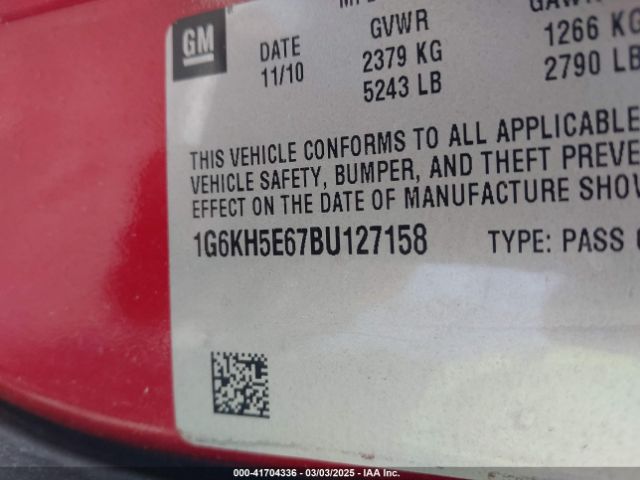 GM
DATE
11/10
GVWR
2379 KG
5243 LB
1266 KG
2790 LB
THIS VEHICLE CONFORMS TO ALL APPLICABLE
VEHICLE SAFETY, BUMPER, AND THEFT PREVE
EFFECT ON THE DATE OF MANUFACTURE SHOW
1G6KH5E67BU127158 TYPE: PASS
000-41704336 - 03/03/2025 - IAA Inc.